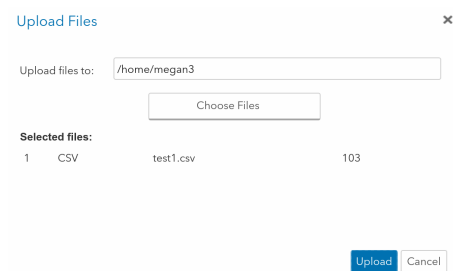 Upload Files
Upload files to: /home/megan3
Choose Files
Selected files:
1 CSV test1.csv 103
Upload Cancel